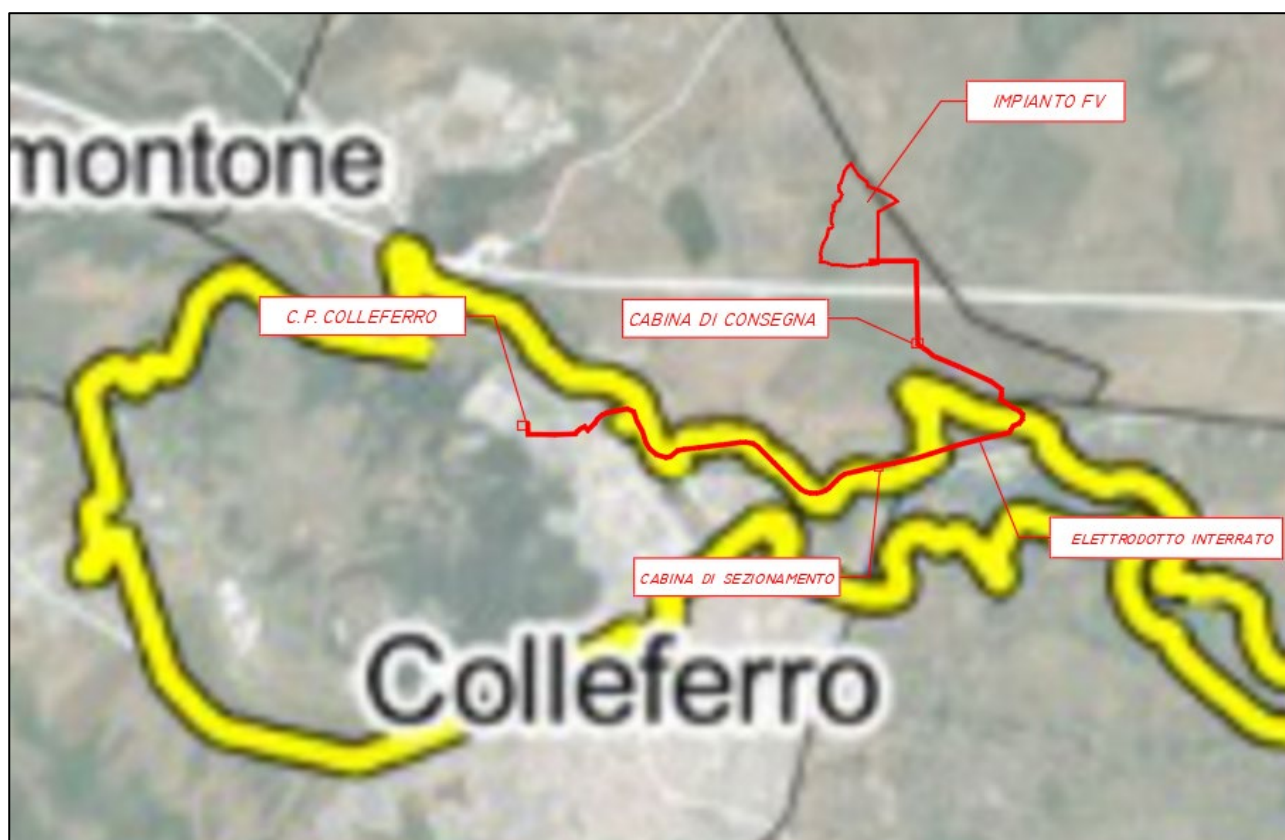 IMPIANTO FV
montone
C.P. COLLEFERRO
CABINA DI CONSEGNA
ELETTRODOTTO INTERRATO
CABINA DI SEZIONAMENTO
Colleferro